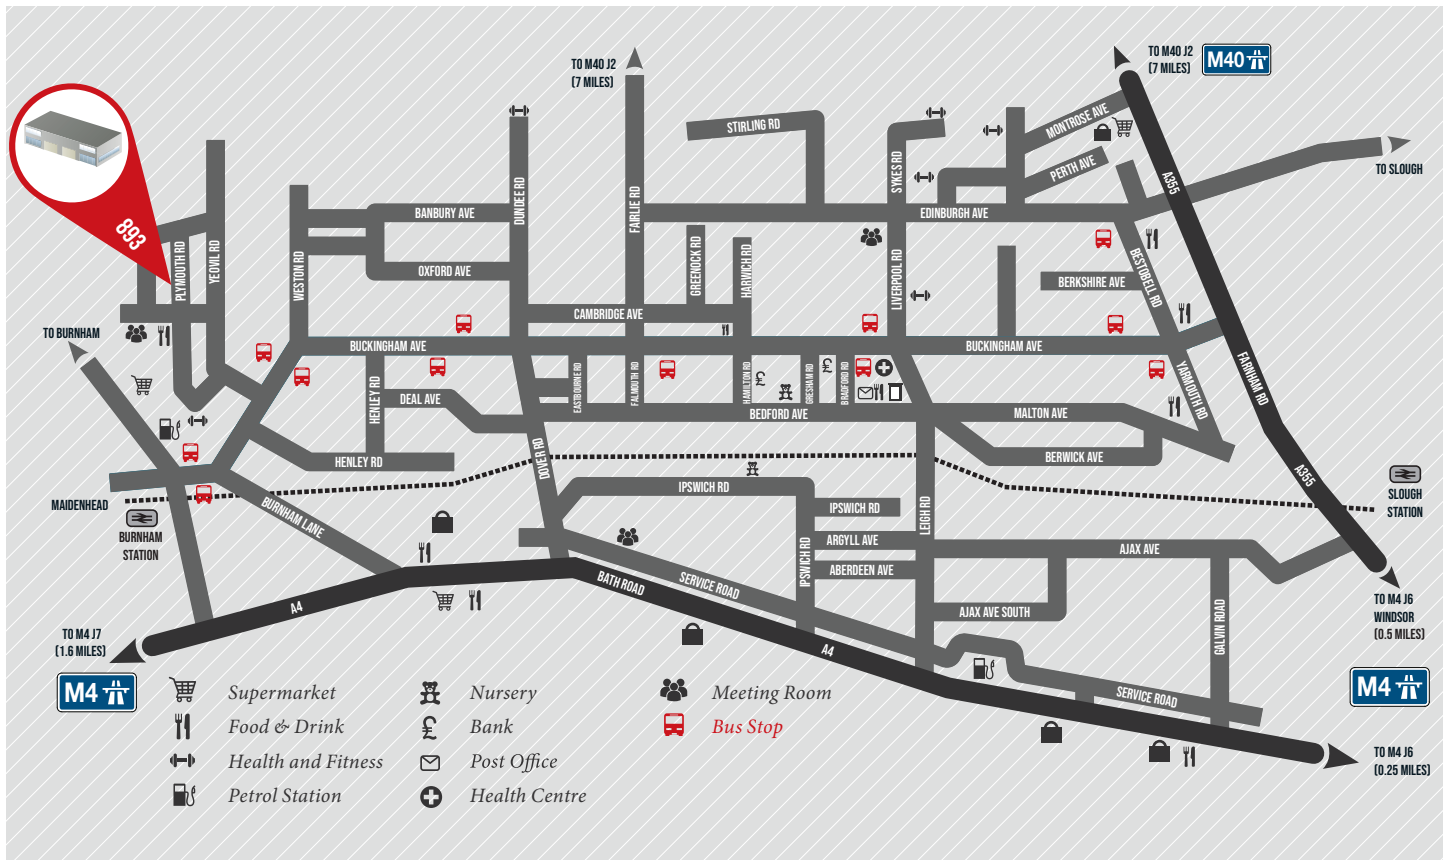 TO M40 J2
(7 MILES)
TO M40 J2
(7 MILES)
M40
STIRLING RD
MONTROSE AVE
PERTH AVE
SYKES RD
A355
TO SLOUGH
893
PLYMOUTH RD
YEOVIL RD
WESTON RD
BANBURY AVE
DUNDEE RD
FAIRLIE RD
EDINBURGH AVE
OXFORD AVE
GREENOCK RD
HARWICH RD
LIVERPOOL RD
BERKSHIRE AVE
BESTOBELL RD
CAMBRIDGE AVE
TO BURNHAM
BUCKINGHAM AVE
BUCKINGHAM AVE
HENLEY RD
DEAL AVE
EASTBOURNE RD
FALMOUTH RD
HAMILTON RD
GRESHAM RD
BRADFORD RD
YARMOUTH RD
FARNHAM RD
BEDFORD AVE
MALTON AVE
HENLEY RD
DOVER RD
BERWICK AVE
A355
MAIDENHEAD
BURNHAM
STATION
BURNHAM LANE
IPSWICH RD
IPSWICH RD
LEIGH RD
SLOUGH
STATION
ARGYLL AVE
AJAX AVE
IPSWICH RD
ABERDEEN AVE
BATH ROAD
SERVICE ROAD
AJAX AVE SOUTH
GALVIN ROAD
A4
A4
TO M4 J6
WINDSOR
(0.5 MILES)
TO M4 J7
(1.6 MILES)
M4
M4
SERVICE ROAD
TO M4 J6
(0.25 MILES)
Supermarket
Food & Drink
Health and Fitness
Petrol Station
Nursery
£ Bank
Post Office
Health Centre
Meeting Room
Bus Stop